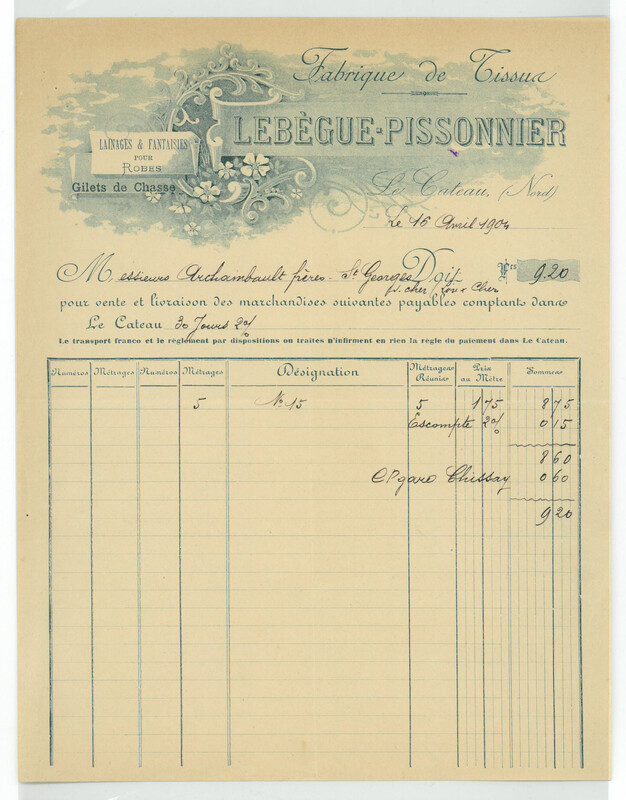 Fabrique de Tissus
LEBÈGUE-PISSONNIER
LAINAGES & FANTAISIES
POUR
ROBES
Gilets de Chasse
Le Cateau, (Nord)
Le 16 Avril 1904
Messieurs Archambault frères - St Georges Doit Frs 9.20
s. cher / Loir & Cher
pour vente et livraison des marchandises suivantes payables comptant dans
Le Cateau 30 Jours 2%
Le transport franco et le règlement par dispositions ou traites n'infirment en rien la règle du paiement dans Le Cateau.
Numéros Métrages Numéros Métrages Désignation Métrages Réunis Prix au Mètre Sommes
5 No 15 5 1 75 8 75
Escompte 2% 0 15
8 60
CP gare Chissay 0 60
9 20